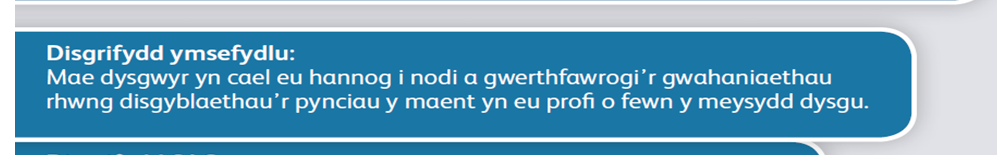 Disgrifydd ymsefydlu:
Mae dysgwyr yn cael eu hannog i nodi a gwerthfawrogi'r gwahaniaethau
rhwng disgyblaethau'r pynciau y maent yn eu profi o fewn y meysydd dysgu.